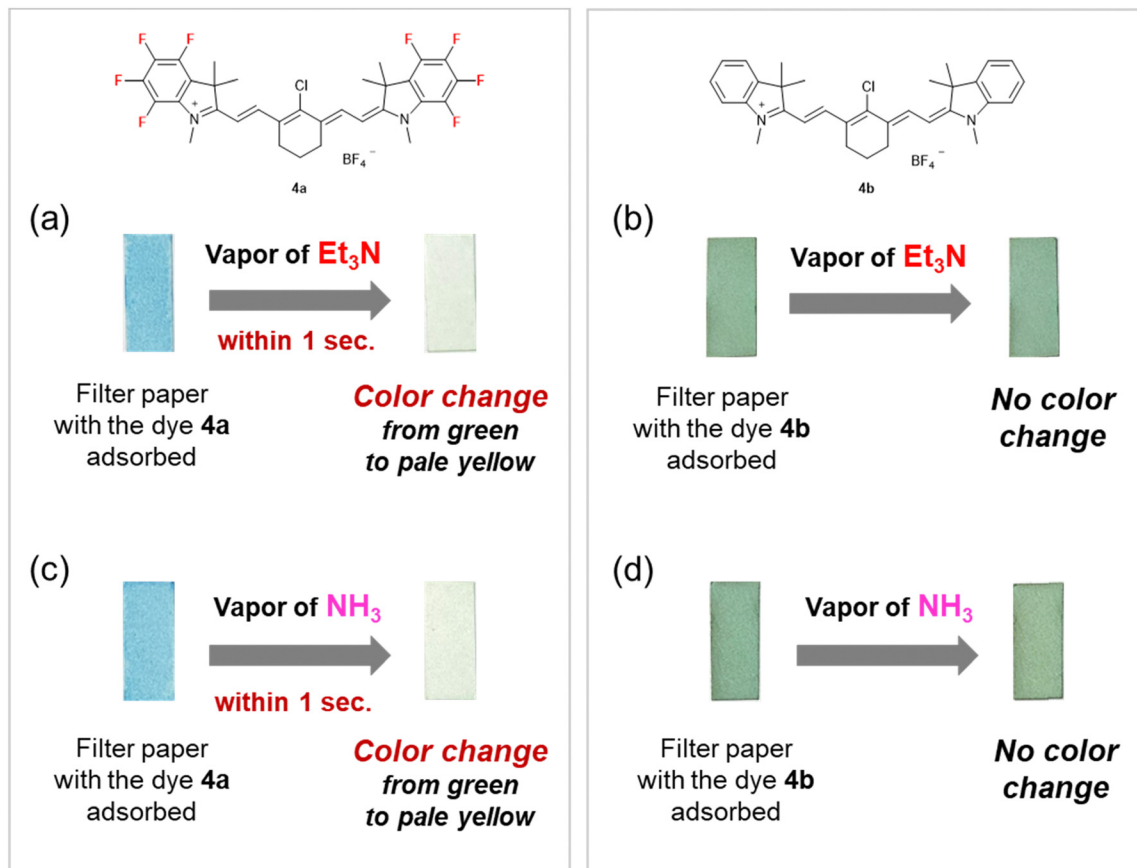 F
F
F
F
F
F
F
F
Cl
N
+
N
BF₄⁻
4a
Cl
N
+
N
BF₄⁻
4b
(a)
Vapor of Et₃N
within 1 sec.
Filter paper
with the dye 4a
adsorbed
Color change
from green
to pale yellow
(b)
Vapor of Et₃N
Filter paper
with the dye 4b
adsorbed
No color
change
(c)
Vapor of NH₃
within 1 sec.
Filter paper
with the dye 4a
adsorbed
Color change
from green
to pale yellow
(d)
Vapor of NH₃
Filter paper
with the dye 4b
adsorbed
No color
change